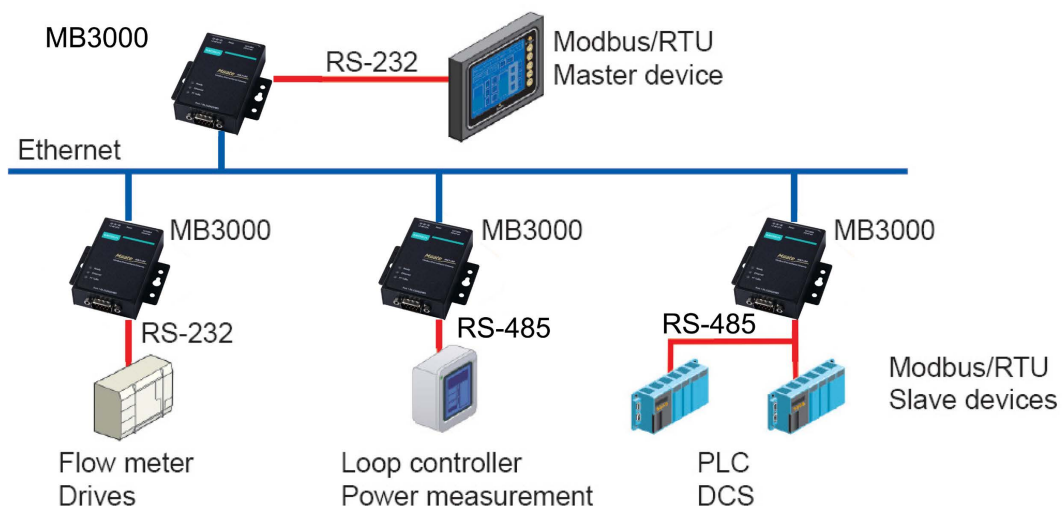 MB3000
RS-232
Modbus/RTU
Master device
Ethernet
MB3000
MB3000
MB3000
RS-232
RS-485
RS-485
Modbus/RTU
Slave devices
Flow meter
Drives
Loop controller
Power measurement
PLC
DCS